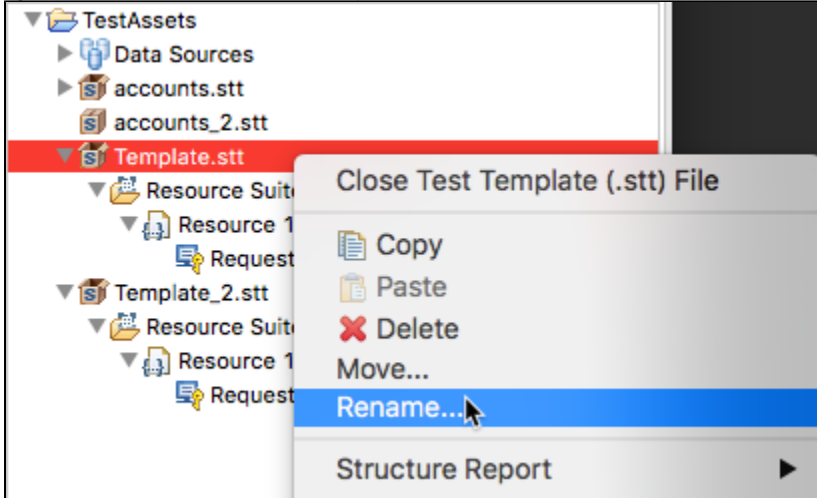 TestAssets
Data Sources
accounts.stt
accounts_2.stt
Template.stt
Resource Suit
Resource 1
Request
Template_2.stt
Resource Suit
Resource 1
Request
Close Test Template (.stt) File
Copy
Paste
Delete
Move...
Rename...
Structure Report